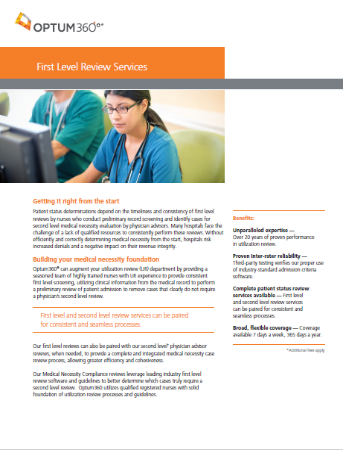 OPTUM360°®
First Level Review Services
Getting it right from the start
Patient status determinations depend on the timeliness and consistency of first level
reviews by nurses who conduct preliminary record screening and identify cases for
second level medical necessity evaluation by physician advisors. Many hospitals face the
challenge of a lack of qualified resources to consistently perform these reviews. Without
efficiently and correctly determining medical necessity from the start, hospitals risk
increased denials and a negative impact on their revenue integrity.
Building your medical necessity foundation
Optum360® can augment your utilization review (UR) department by providing a
seasoned team of highly trained nurses with UR experience to provide consistent
first level screening, utilizing clinical information from the medical record to perform
a preliminary review of patient admission to remove cases that clearly do not require
a physician's second level review.
First level and second level review services can be paired
for consistent and seamless processes.
Our first level reviews can also be paired with our second level* physician advisor
reviews, when needed, to provide a complete and integrated medical necessity case
review process, allowing greater efficiency and cohesiveness.
Our Medical Necessity Compliance reviews leverage leading industry first level
review software and guidelines to better determine which cases truly require a
second level review. Optum360 utilizes qualified registered nurses with solid
foundation of utilization review processes and guidelines.
Benefits:
Unparalleled expertise —
Over 20 years of proven performance
in utilization review.
Proven inter-rater reliability —
Third-party testing verifies our proper use
of industry-standard admission criteria
software.
Complete patient status review
services available — First level
and second level review services
can be paired for consistent and
seamless processes.
Broad, flexible coverage — Coverage
available 7 days a week, 365 days a year.
* Additional fees apply